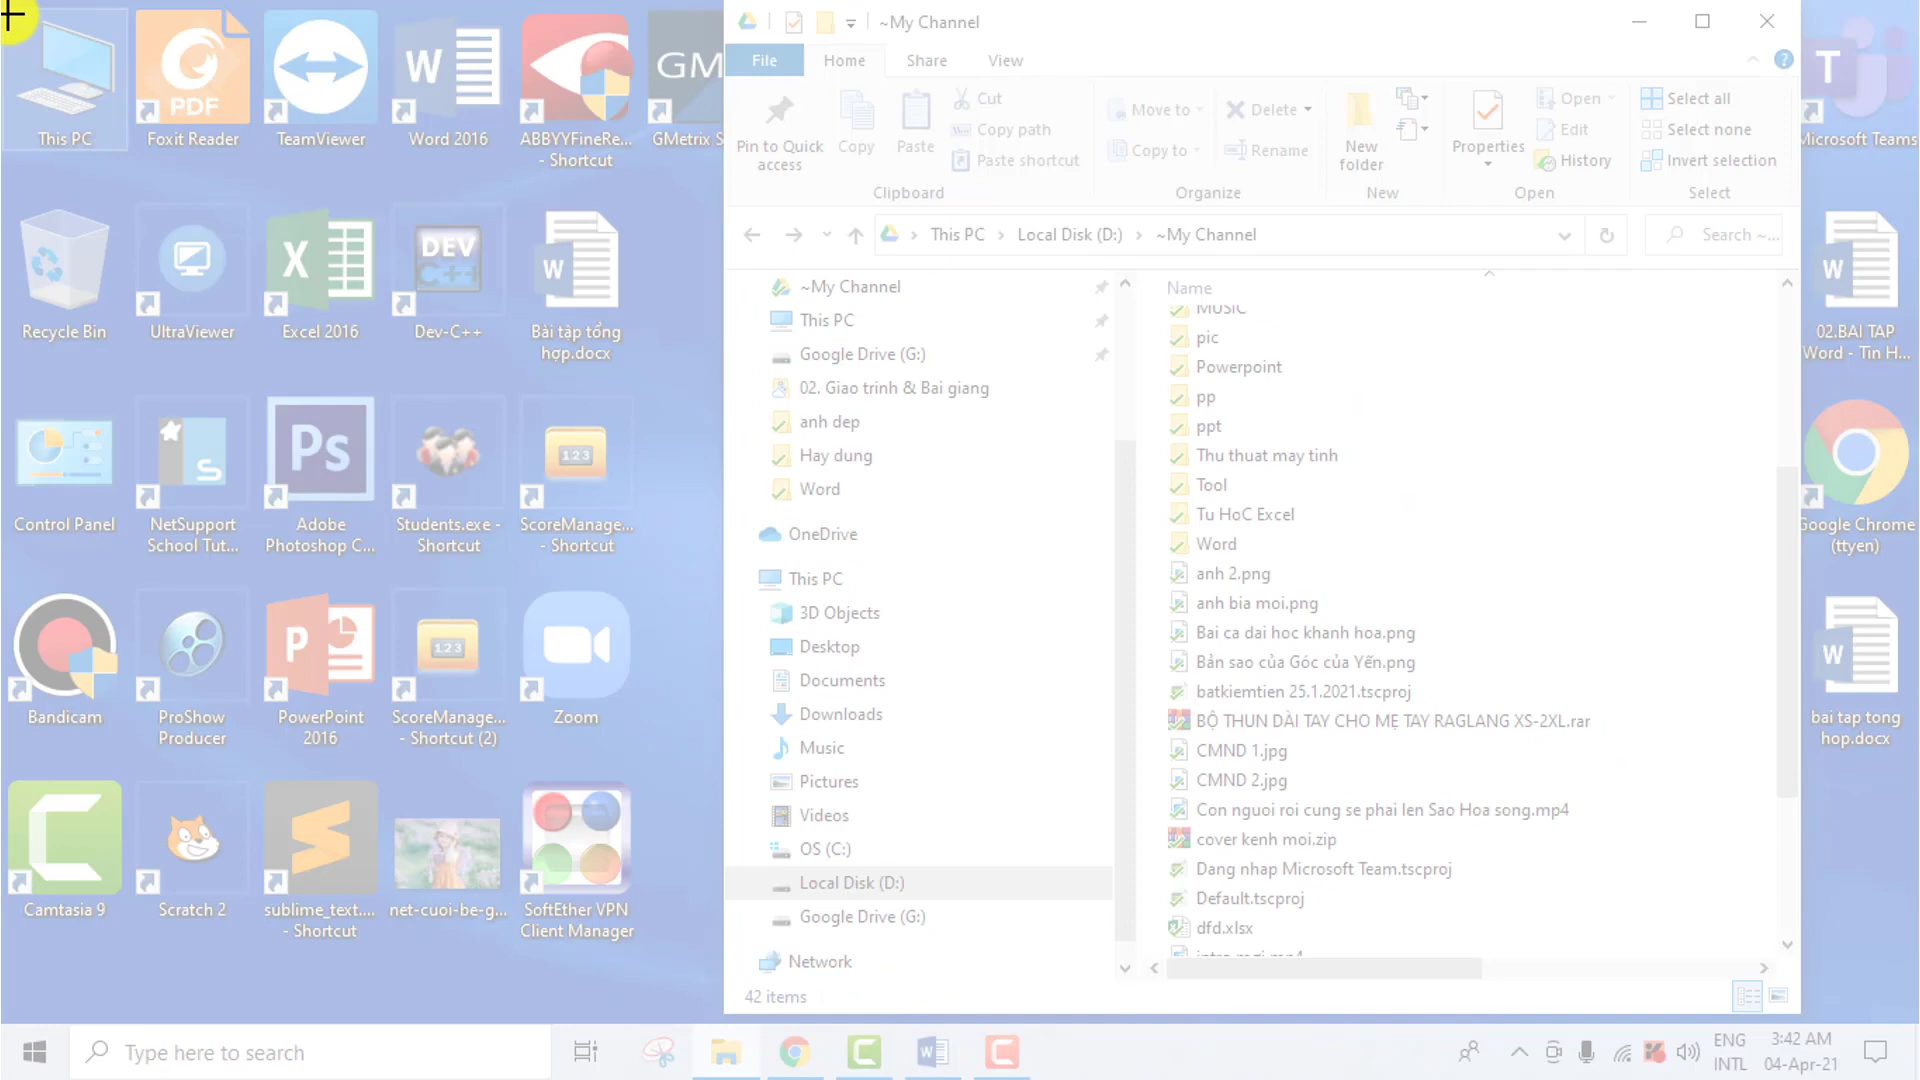 This PC
Foxit Reader
TeamViewer
Word 2016
ABBYYFineRe...
- Shortcut
GMetrix S
Recycle Bin
UltraViewer
Excel 2016
Dev-C++
Bài tập tổng
hợp.docx
Control Panel
NetSupport
School Tut...
Adobe
Photoshop C...
Students.exe -
Shortcut
ScoreManage...
- Shortcut
Bandicam
ProShow
Producer
PowerPoint
2016
ScoreManage...
- Shortcut (2)
Zoom
Camtasia 9
Scratch 2
sublime_text....
- Shortcut
net-cuoi-be-g...
SoftEther VPN
Client Manager
PDF
GM
DEV
C++
Ps
123
123
~My Channel
File
Home
Share
View
Pin to Quick
access
Copy
Paste
Cut
Copy path
Paste shortcut
Clipboard
Move to
Copy to
Delete
Rename
Organize
New
folder
New
Properties
Open
Edit
History
Open
Select all
Select none
Invert selection
Select
This PC
Local Disk (D:)
~My Channel
Search ~...
~My Channel
This PC
Google Drive (G:)
02. Giao trinh & Bai giang
anh dep
Hay dung
Word
OneDrive
This PC
3D Objects
Desktop
Documents
Downloads
Music
Pictures
Videos
OS (C:)
Local Disk (D:)
Google Drive (G:)
Network
Name
MUSIC
pic
Powerpoint
pp
ppt
Thu thuat may tinh
Tool
Tu HoC Excel
Word
anh 2.png
anh bia moi.png
Bai ca dai hoc khanh hoa.png
Bản sao của Góc của Yến.png
batkiemtien 25.1.2021.tscproj
BỘ THUN DÀI TAY CHO MẸ TAY RAGLANG XS-2XL.rar
CMND 1.jpg
CMND 2.jpg
Con nguoi roi cung se phai len Sao Hoa song.mp4
cover kenh moi.zip
Dang nhap Microsoft Team.tscproj
Default.tscproj
dfd.xlsx
42 items
Microsoft Teams
02.BAI TAP
Word - Tin H...
Google Chrome
(ttyen)
bai tap tong
hop.docx
Type here to search
ENG
INTL
3:42 AM
04-Apr-21